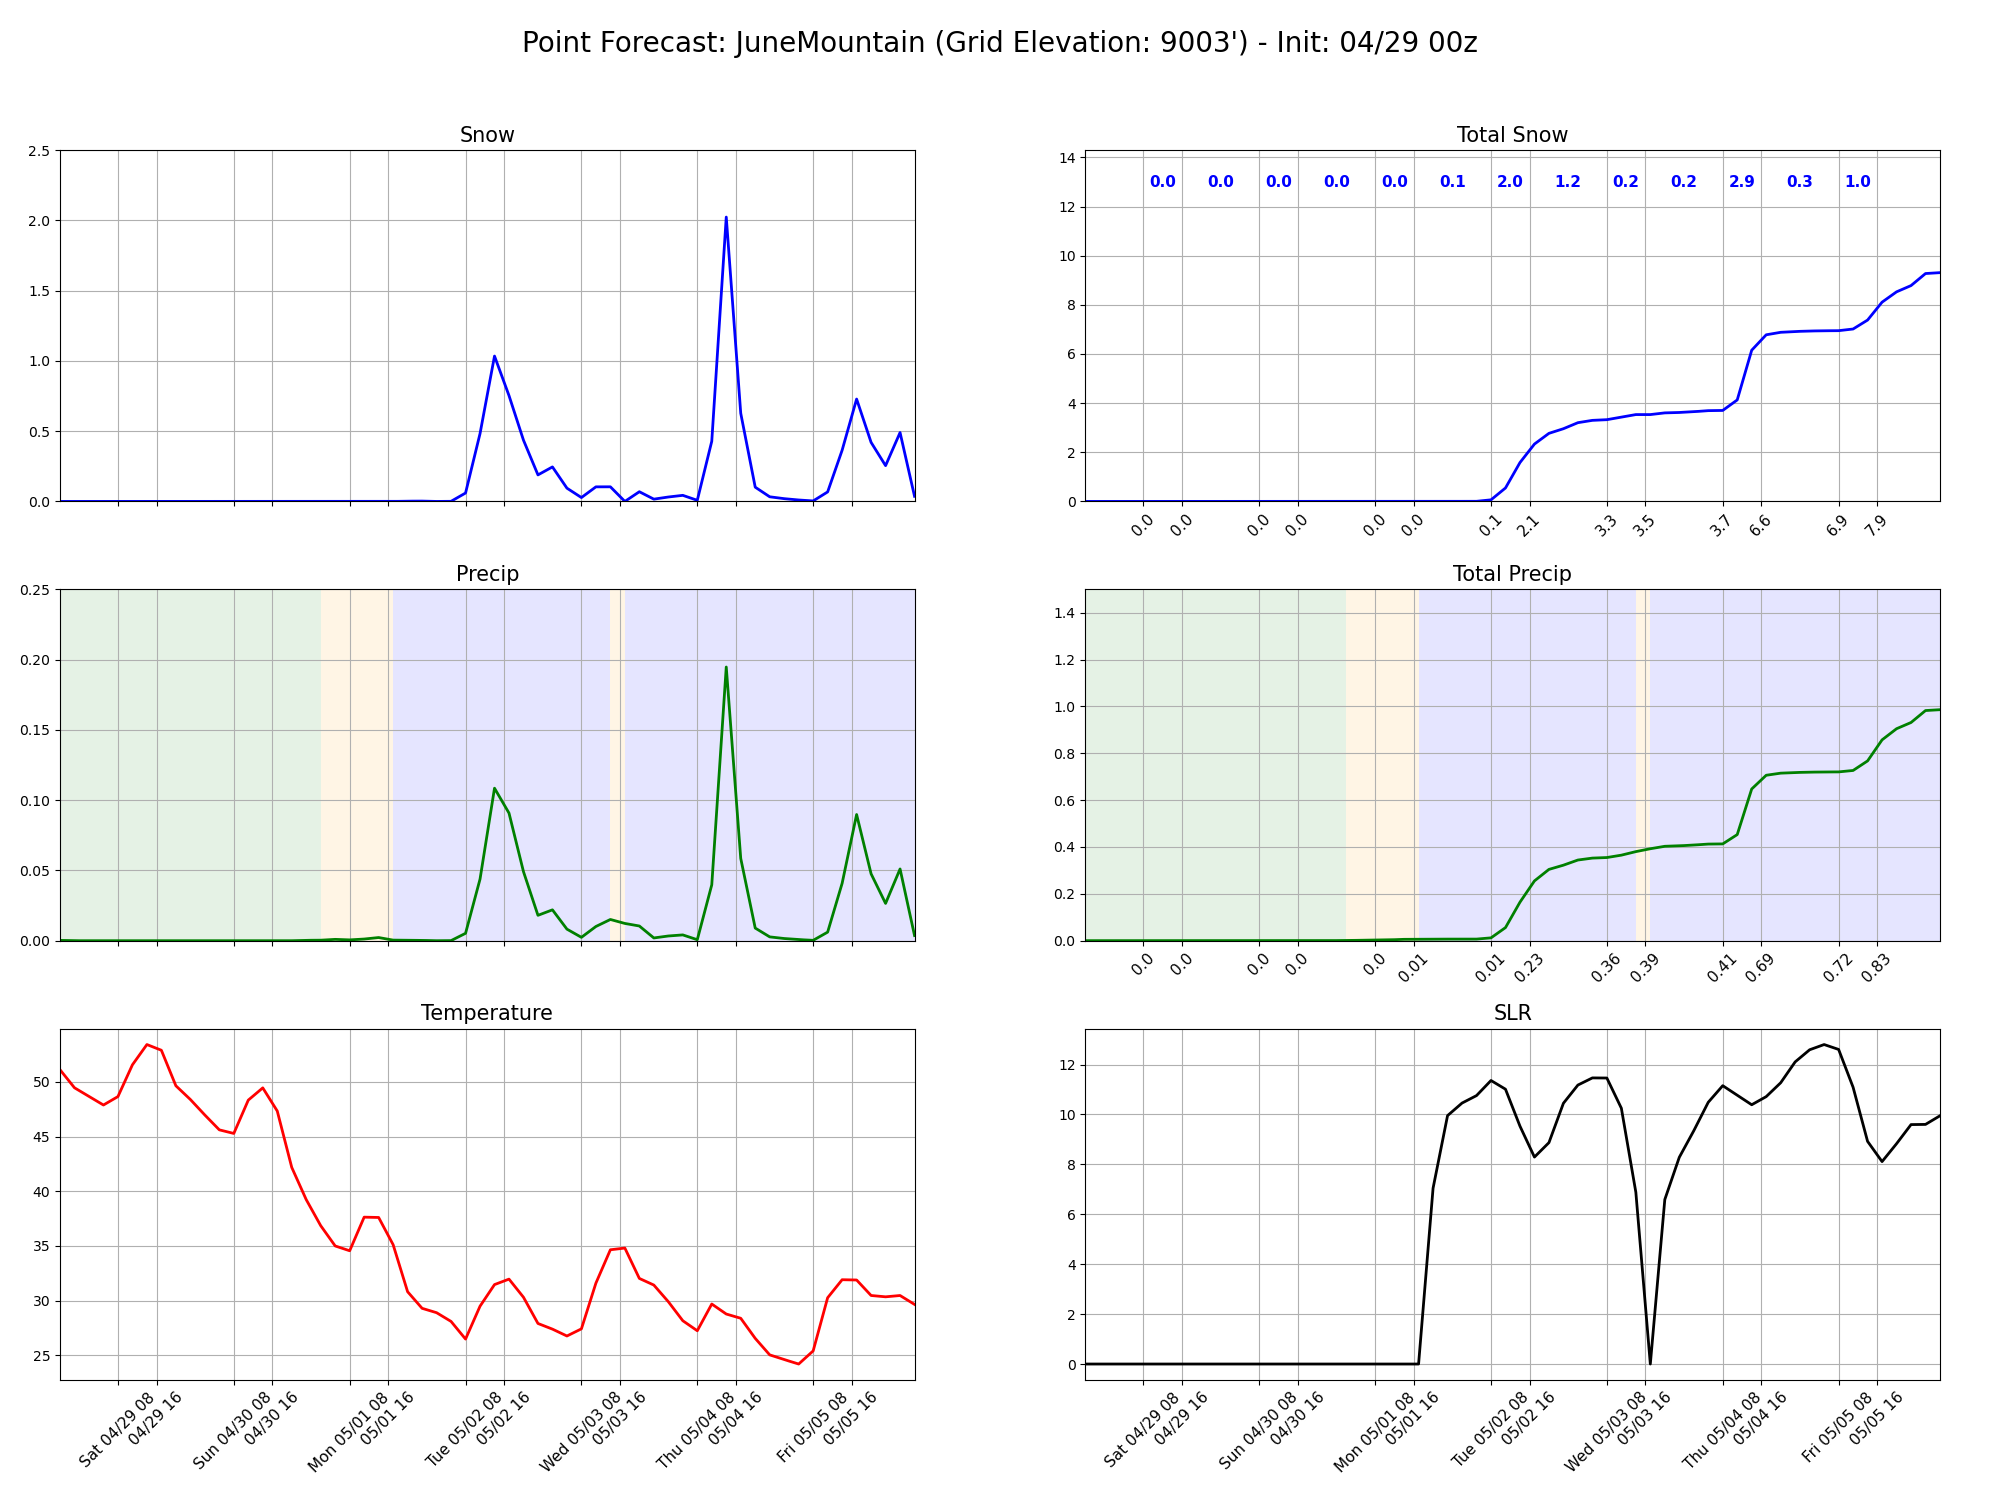 Point Forecast: JuneMountain (Grid Elevation: 9003') - Init: 04/29 00z
Snow
2.5
2.0
1.5
1.0
0.5
0.0
Total Snow
14
12
10
8
6
4
2
0
0.0 0.0 0.0 0.0 0.0 0.1 2.0 1.2 0.2 0.2 2.9 0.3 1.0
0.0 0.0 0.0 0.0 0.0 0.0 0.1 2.1 3.3 3.5 3.7 6.6 6.9 7.9
Precip
0.25
0.20
0.15
0.10
0.05
0.00
Total Precip
1.4
1.2
1.0
0.8
0.6
0.4
0.2
0.0
0.0 0.0 0.0 0.0 0.0 0.01 0.01 0.23 0.36 0.39 0.41 0.69 0.72 0.83
Temperature
50
45
40
35
30
25
Sat 04/29 08
04/29 16
Sun 04/30 08
04/30 16
Mon 05/01 08
05/01 16
Tue 05/02 08
05/02 16
Wed 05/03 08
05/03 16
Thu 05/04 08
05/04 16
Fri 05/05 08
05/05 16
SLR
12
10
8
6
4
2
0
Sat 04/29 08
04/29 16
Sun 04/30 08
04/30 16
Mon 05/01 08
05/01 16
Tue 05/02 08
05/02 16
Wed 05/03 08
05/03 16
Thu 05/04 08
05/04 16
Fri 05/05 08
05/05 16